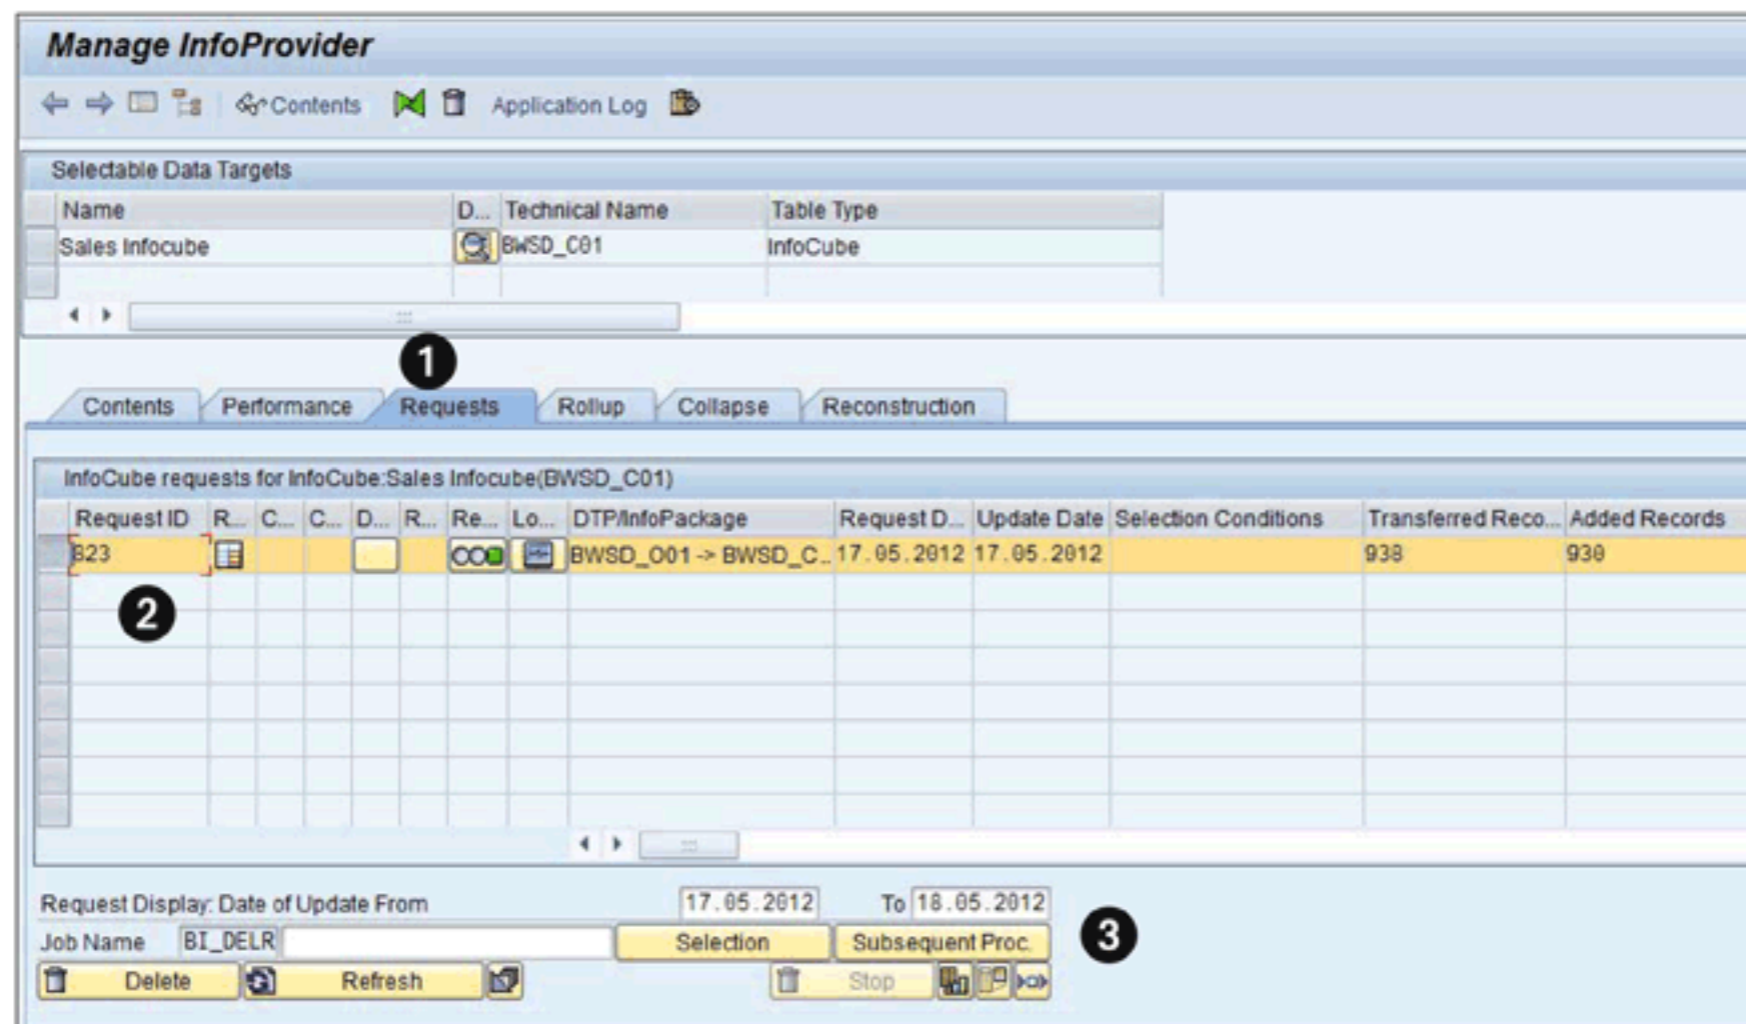 Manage InfoProvider
Contents Application Log
Selectable Data Targets
Name D... Technical Name Table Type
Sales Infocube BWSD_C01 InfoCube
1
Contents Performance Requests Rollup Collapse Reconstruction
InfoCube requests for InfoCube:Sales Infocube(BWSD_C01)
Request ID R... C... C... D... R... Re... Lo... DTP/InfoPackage Request D... Update Date Selection Conditions Transferred Reco... Added Records
823 BWSD_O01 -> BWSD_C... 17.05.2012 17.05.2012 938 930
2
Request Display: Date of Update From 17.05.2012 To 18.05.2012
Job Name BI_DELR Selection Subsequent Proc. 3
Delete Refresh Stop